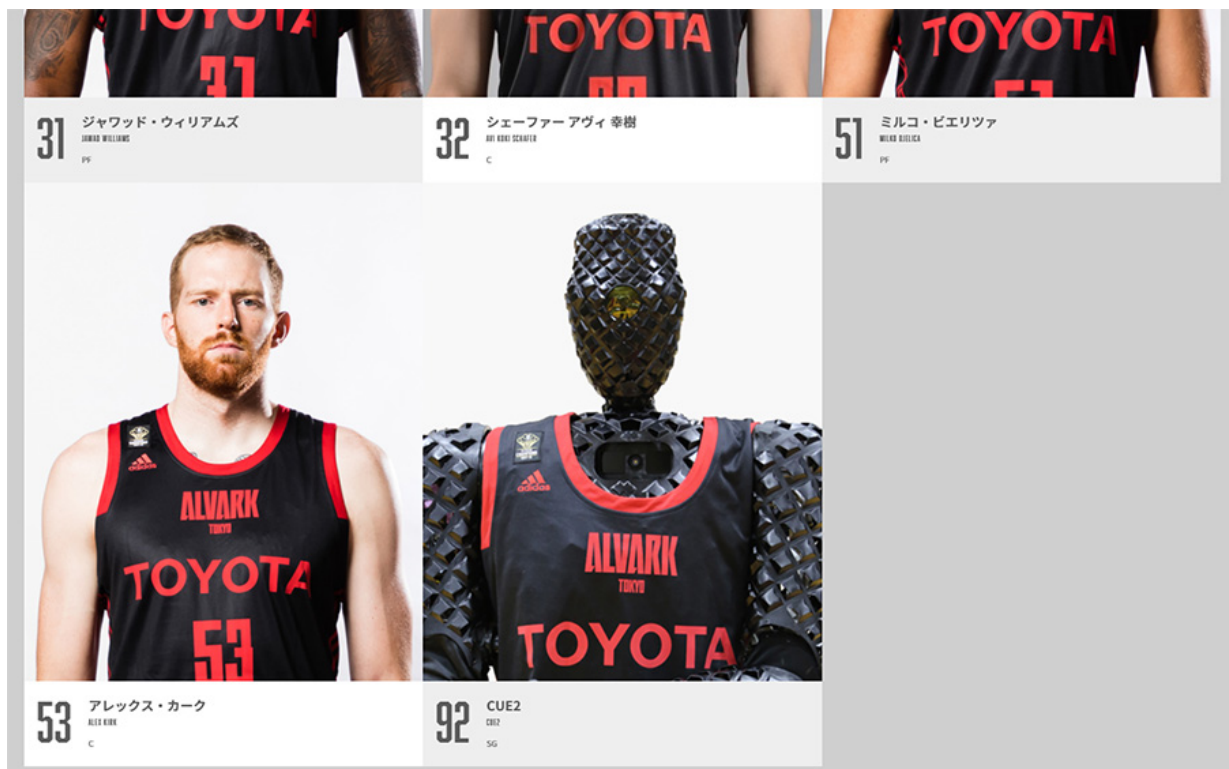 TOYOTA
31
TOYOTA
TOYOTA
31
ジャワッド・ウィリアムズ
JAWAD WILLIAMS
PF
32
シェーファー アヴィ 幸樹
AVI KOKI SCHAFER
C
51
ミルコ・ビエリツァ
MILKO BJELICA
PF
adidas
ALVARK
TOKYO
TOYOTA
53
adidas
ALVARK
TOKYO
TOYOTA
53
アレックス・カーク
ALEX KIRK
C
92
CUE2
CUE2
SG